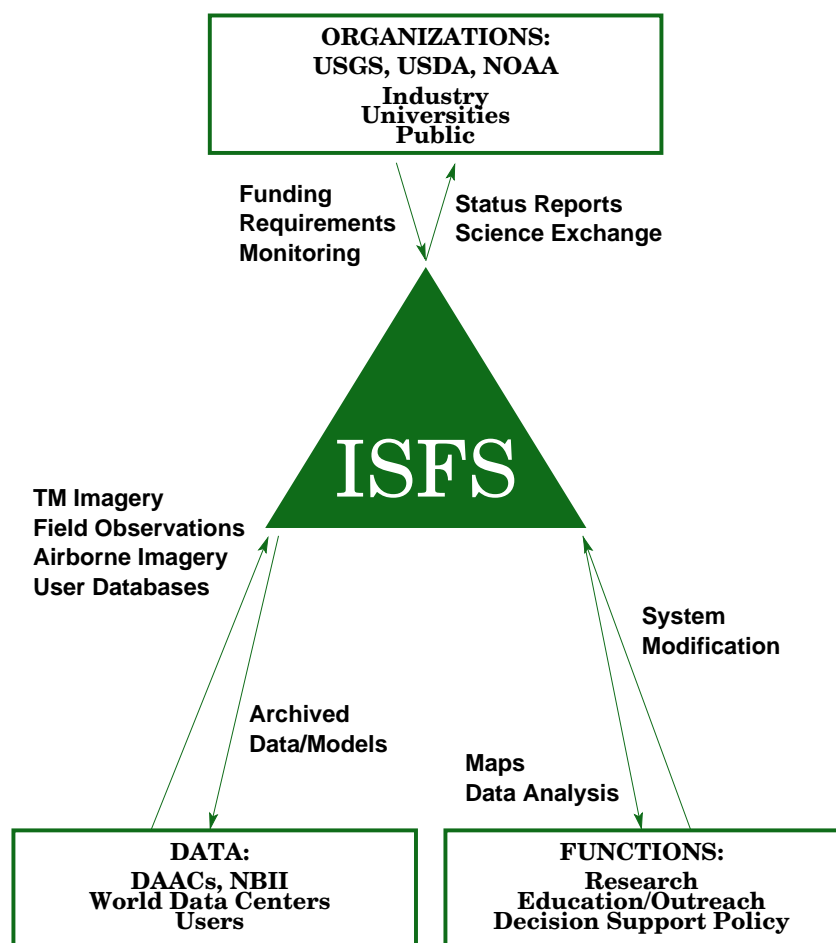 ORGANIZATIONS:
USGS, USDA, NOAA
Industry
Universities
Public
Funding
Requirements
Monitoring
Status Reports
Science Exchange
ISFS
TM Imagery
Field Observations
Airborne Imagery
User Databases
System
Modification
Archived
Data/Models
Maps
Data Analysis
DATA:
DAACs, NBII
World Data Centers
Users
FUNCTIONS:
Research
Education/Outreach
Decision Support Policy